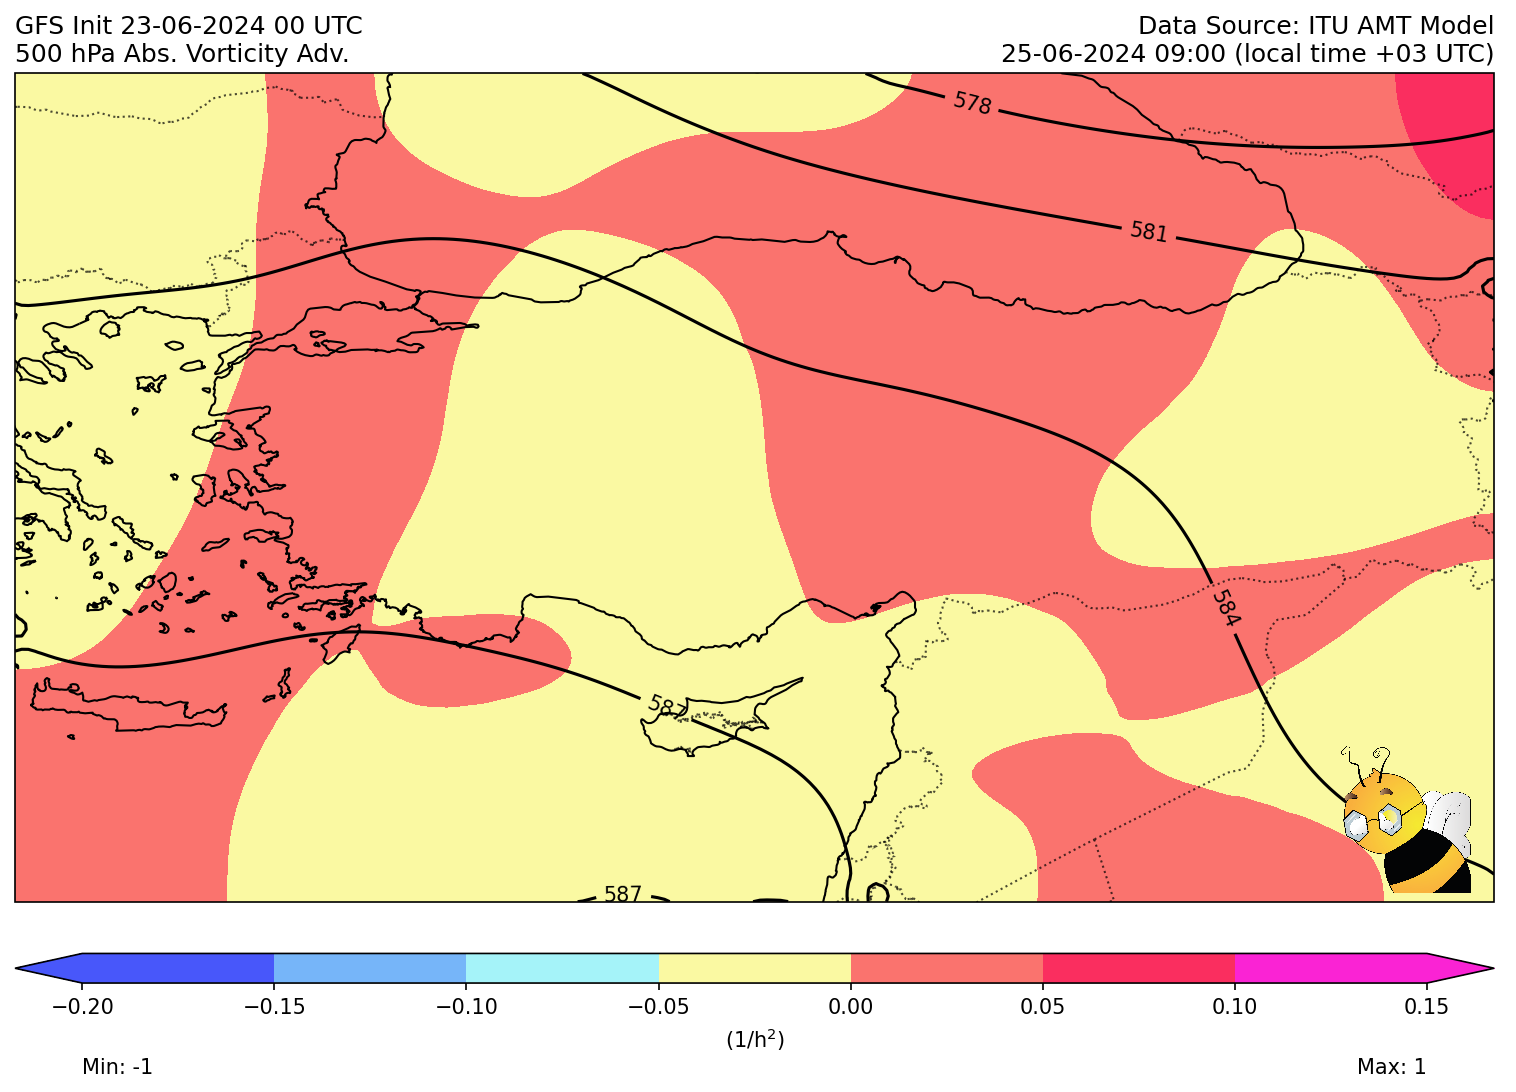 GFS Init 23-06-2024 00 UTC
500 hPa Abs. Vorticity Adv.
Data Source: ITU AMT Model
25-06-2024 09:00 (local time +03 UTC)
578
581
584
587
587
−0.20 −0.15 −0.10 −0.05 0.00 0.05 0.10 0.15
(1/h²)
Min: -1 Max: 1